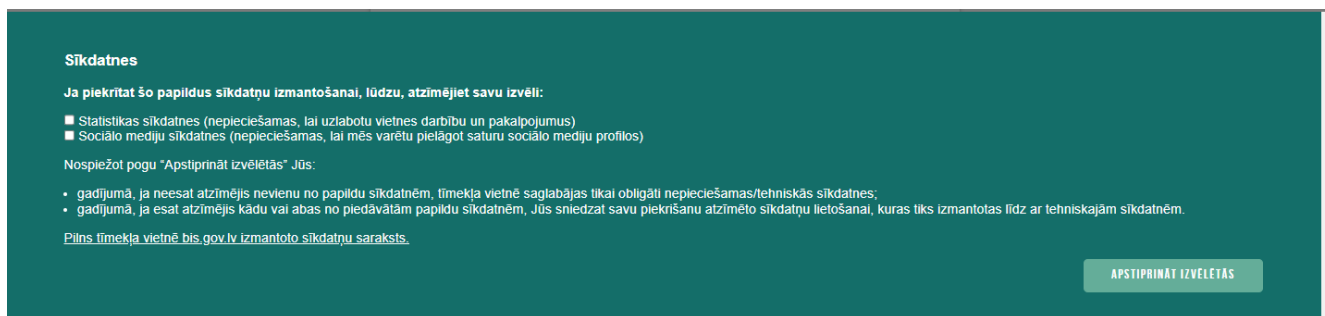 Sīkdatnes
Ja piekrītat šo papildus sīkdatņu izmantošanai, lūdzu, atzīmējiet savu izvēli:
Statistikas sīkdatnes (nepieciešamas, lai uzlabotu vietnes darbību un pakalpojumus)
Sociālo mediju sīkdatnes (nepieciešamas, lai mēs varētu pielāgot saturu sociālo mediju profilos)
Nospiežot pogu “Apstiprināt izvēlētās” Jūs:
• gadījumā, ja neesat atzīmējis nevienu no papildu sīkdatnēm, tīmekļa vietnē saglabājas tikai obligāti nepieciešamas/tehniskās sīkdatnes;
• gadījumā, ja esat atzīmējis kādu vai abas no piedāvātām papildu sīkdatnēm, Jūs sniedzat savu piekrišanu atzīmēto sīkdatņu lietošanai, kuras tiks izmantotas līdz ar tehniskajām sīkdatnēm.
Pilns tīmekļa vietnē bis.gov.lv izmantoto sīkdatņu saraksts.
APSTIPRINĀT IZVĒLĒTĀS